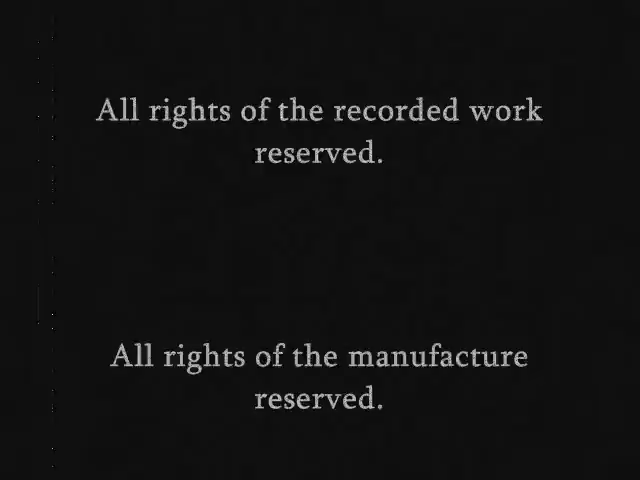 All rights of the recorded work
reserved.
All rights of the manufacture
reserved.